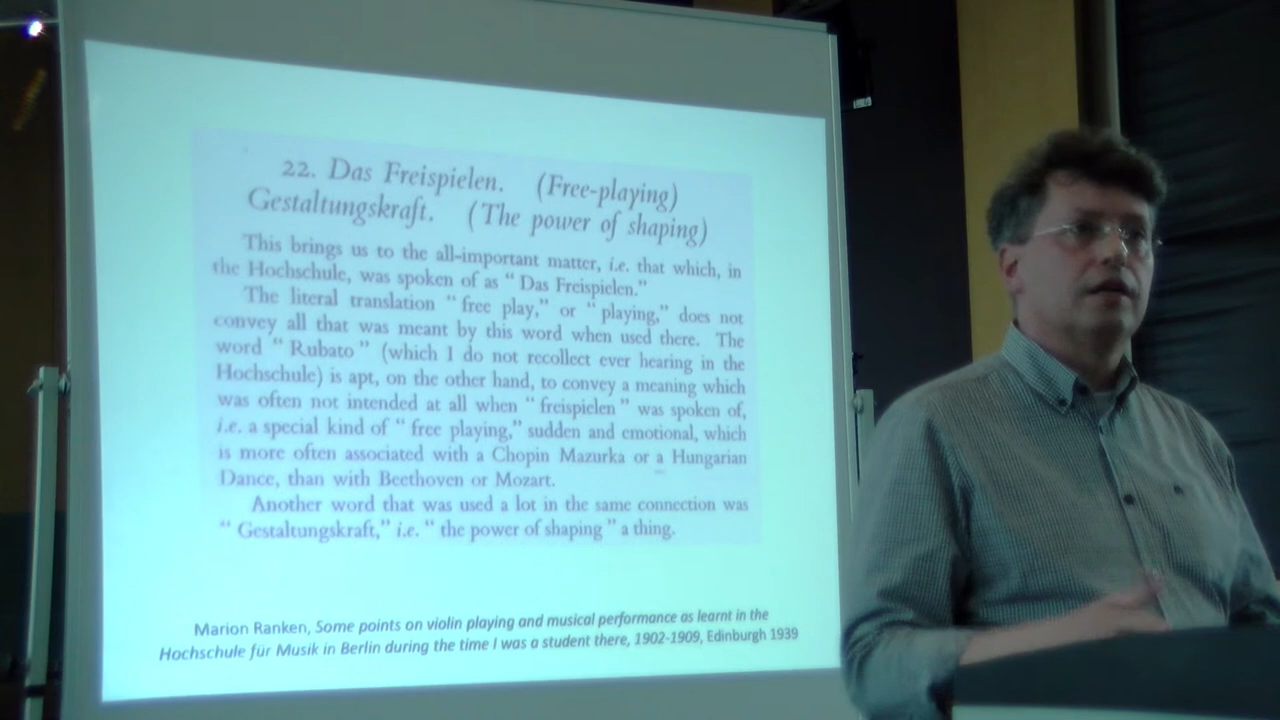 22. Das Freispielen. (Free-playing)
Gestaltungskraft. (The power of shaping)
This brings us to the all-important matter, i.e. that which, in
the Hochschule, was spoken of as “ Das Freispielen.”
The literal translation “ free play,” or “ playing,” does not
convey all that was meant by this word when used there. The
word “ Rubato ” (which I do not recollect ever hearing in the
Hochschule) is apt, on the other hand, to convey a meaning which
was often not intended at all when “ freispielen ” was spoken of,
i.e. a special kind of “ free playing,” sudden and emotional, which
is more often associated with a Chopin Mazurka or a Hungarian
Dance, than with Beethoven or Mozart.
Another word that was used a lot in the same connection was
“ Gestaltungskraft,” i.e. “ the power of shaping ” a thing.
Marion Ranken, Some points on violin playing and musical performance as learnt in the
Hochschule für Musik in Berlin during the time I was a student there, 1902-1909, Edinburgh 1939